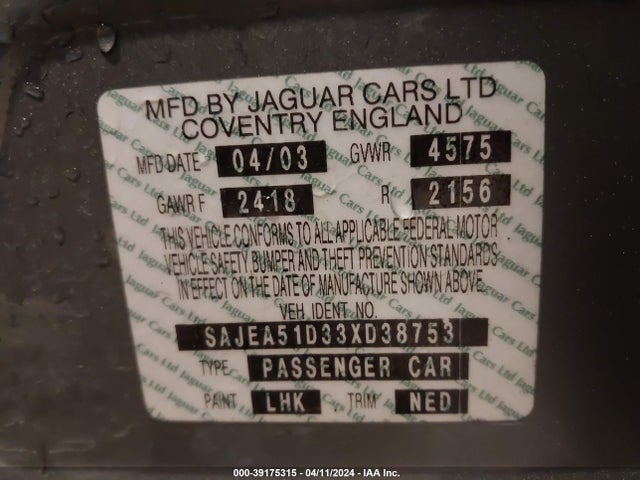 MFD BY JAGUAR CARS LTD
COVENTRY ENGLAND
MFD DATE 04/03 GVWR 4575
GAWR F 2418 R 2156
THIS VEHICLE CONFORMS TO ALL APPLICABLE FEDERAL MOTOR
VEHICLE SAFETY, BUMPER AND THEFT PREVENTION STANDARDS
IN EFFECT ON THE DATE OF MANUFACTURE SHOWN ABOVE.
VEH. IDENT NO.
SAJEA51D33XD38753
TYPE PASSENGER CAR
PAINT LHK TRIM NED
000-39175315 - 04/11/2024 - IAA Inc.